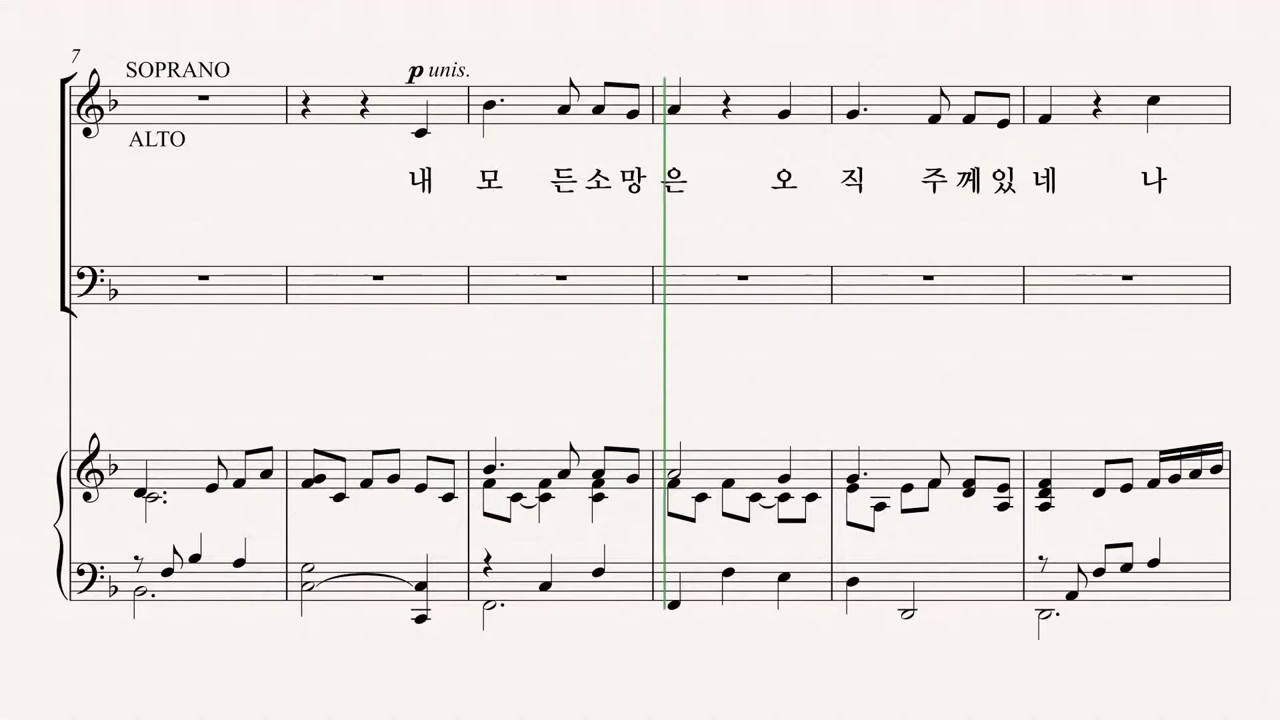 7
SOPRANO
p unis.
ALTO
내 모 든 소 망 은 오 직 주 께 있 네 나